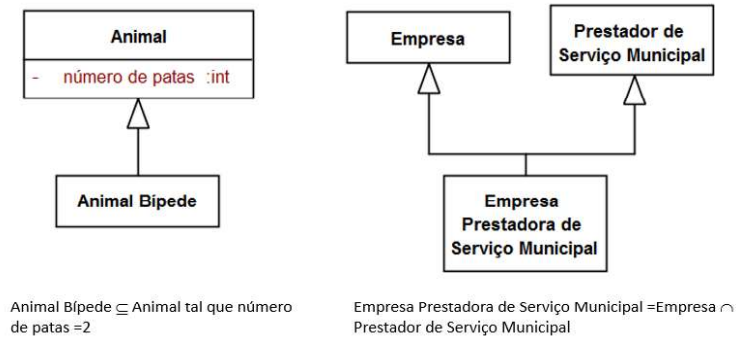 Animal
- número de patas :int
Animal Bípede
Animal Bípede ⊆ Animal tal que número
de patas =2
Empresa
Prestador de
Serviço Municipal
Empresa
Prestadora de
Serviço Municipal
Empresa Prestadora de Serviço Municipal =Empresa ∩
Prestador de Serviço Municipal